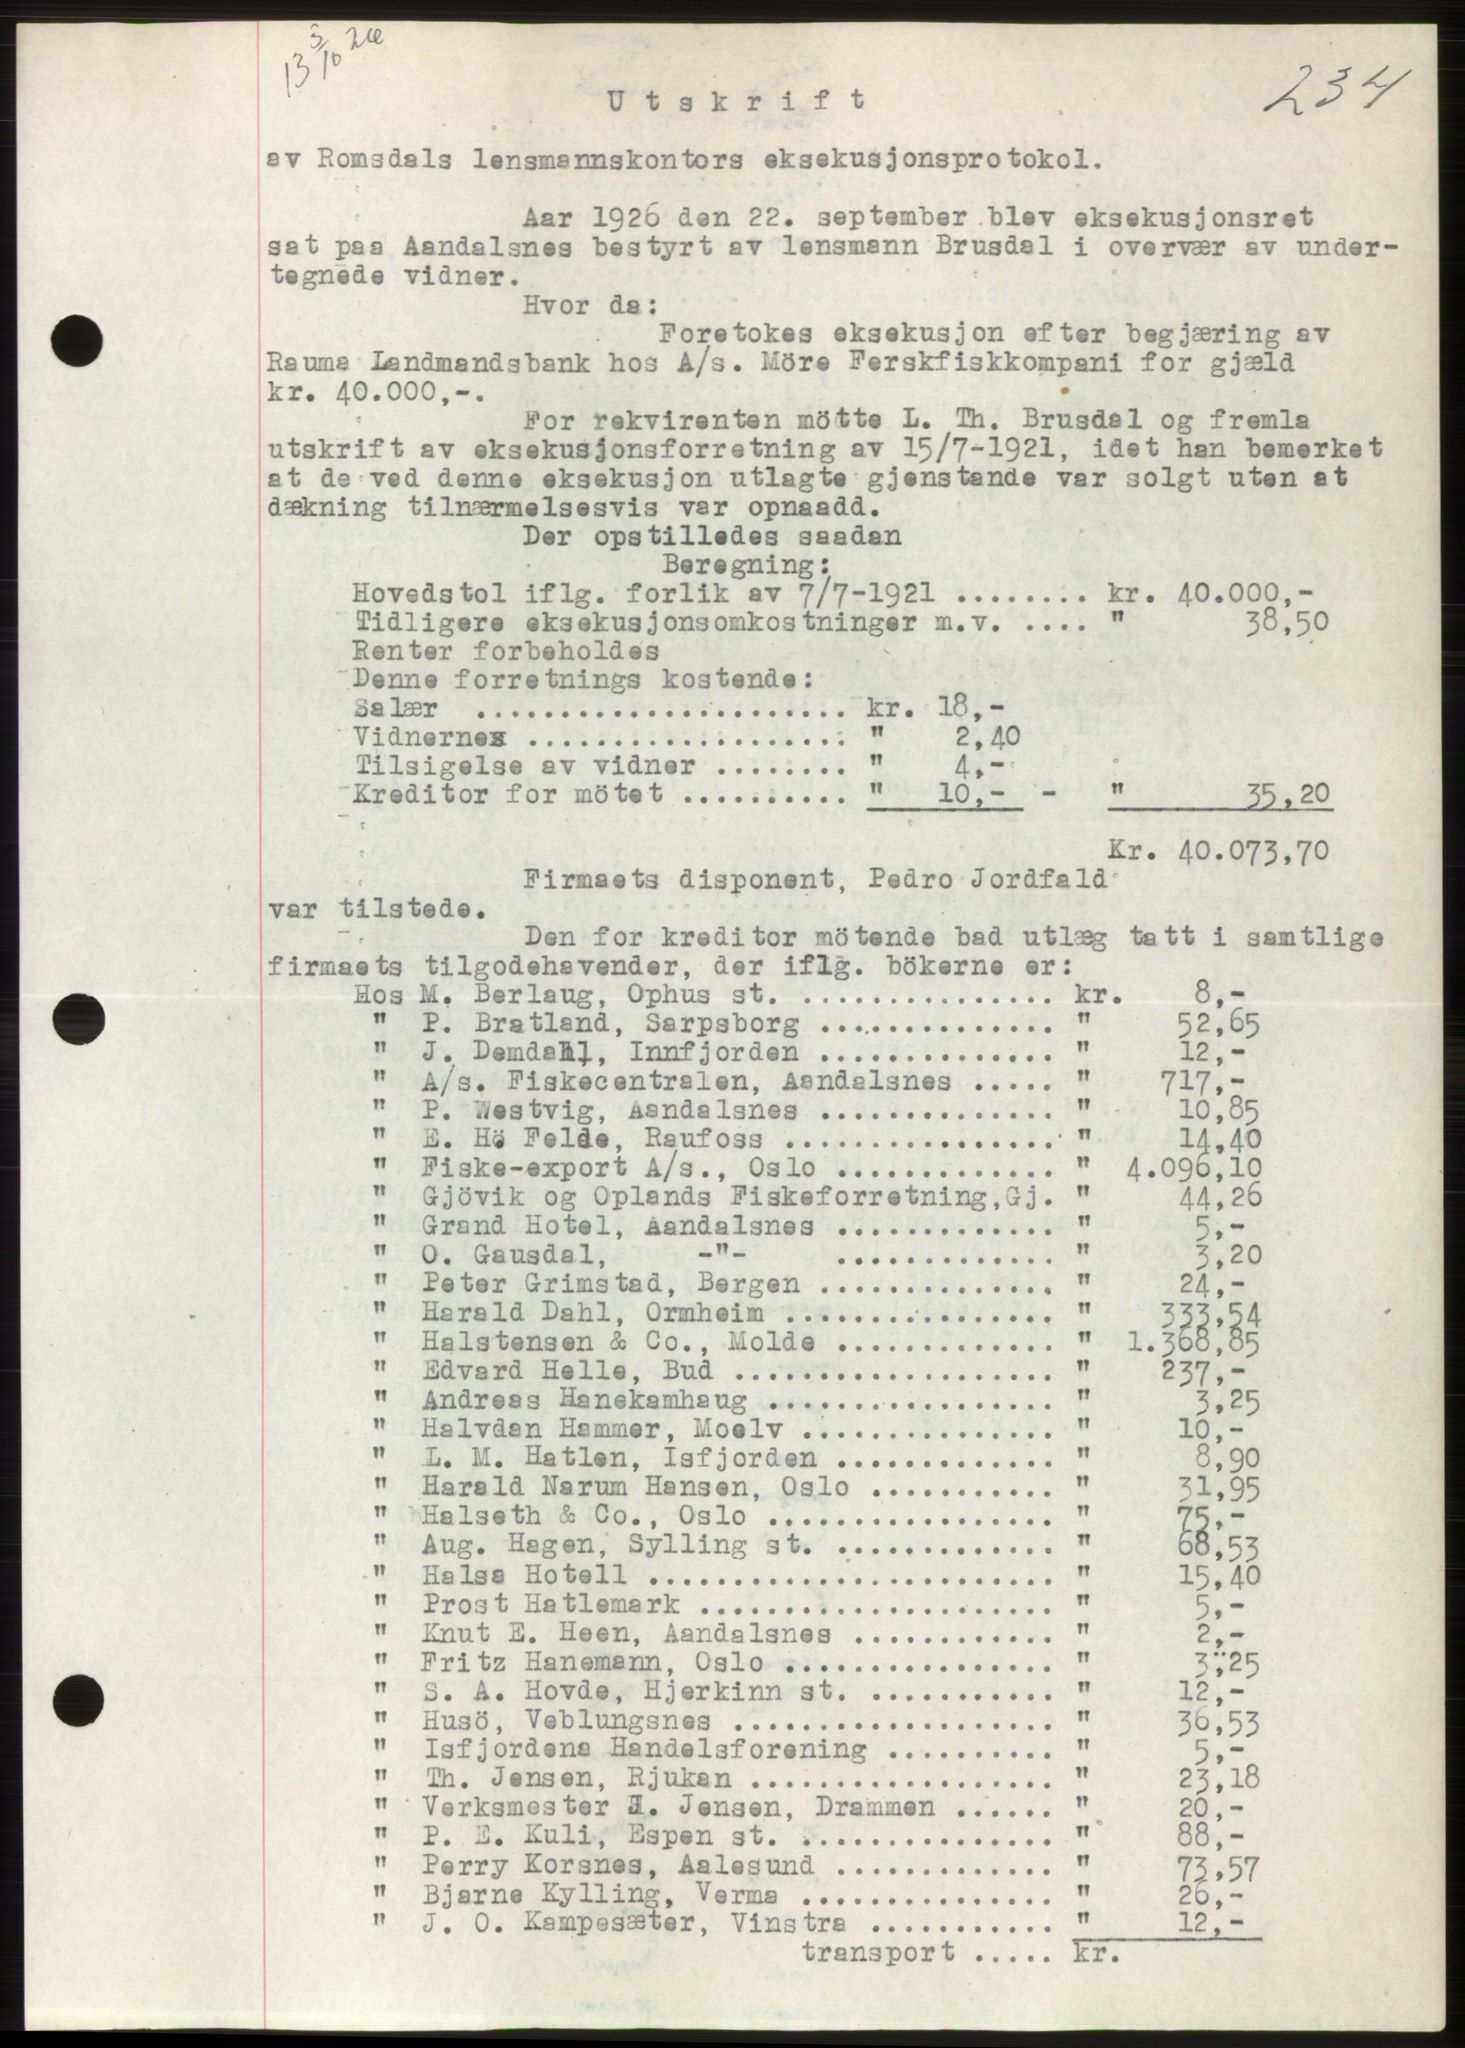 13 5/10 26
234
Utskrift
av Romsdals lensmannskontors eksekusjonsprotokol.
Aar 1926 den 22. september blev eksekusjonsret
sat paa Aandalsnes bestyrt av lensmann Brusdal i overvær av under-
tegnede vidner.
Hvor da:
Foretokes eksekusjon efter begjæring av
Rauma Landmandsbank hos A/s. Möre Ferskfiskkompani for gjæld
kr. 40.000,-.
For rekvirenten mötte L. Th. Brusdal og fremla
utskrift av eksekusjonsforretning av 15/7-1921, idet han bemerket
at de ved denne eksekusjon utlagte gjenstande var solgt uten at
dækning tilnærmelsesvis var opnaadd.
Der opstilledes saadan
Beregning:
Hovedstol iflg. forlik av 7/7-1921 ........ kr. 40.000,-
Tidligere eksekusjonsomkostninger m.v. .... " 38,50
Renter forbeholdes
Denne forretnings kostende:
Salær ...................... kr. 18,-
Vidnernes ................... " 2,40
Tilsigelse av vidner ........ " 4,-
Kreditor for mötet .......... " 10,- - " 35,20
Kr. 40.073,70
Firmaets disponent, Pedro Jordfald
var tilstede.
Den for kreditor mötende bad utlæg tatt i samtlige
firmaets tilgodehavender, der iflg. bökerne er:
Hos M. Berlaug, Ophus st. ............... kr. 8,-
" P. Bratland, Sarpsborg .............. " 52,65
" J. Demdahl, Innfjorden .............. " 12,-
" A/s. Fiskecentralen, Aandalsnes ..... " 717,-
" P. Westvig, Aandalsnes .............. " 10,85
" E. Hö Felde, Raufoss ................ " 14,40
" Fiske-export A/s., Oslo ............. " 4.096,10
" Gjövik og Oplands Fiskeforretning,Gj. " 44,26
" Grand Hotel, Aandalsnes ............. " 5,-
" O. Gausdal, -"- ............. " 3,20
" Peter Grimstad, Bergen .............. " 24,-
" Harald Dahl, Ormheim ................ " 333,54
" Halstensen & Co., Molde ............. " 1.368,85
" Edvard Helle, Bud ................... " 237,-
" Andreas Hanekamhaug ................. " 3,25
" Halvdan Hammer, Moelv ............... " 10,-
" L. M. Hatlen, Isfjorden ............. " 8,90
" Harald Narum Hansen, Oslo ........... " 31,95
" Halseth & Co., Oslo ................. " 75,-
" Aug. Hagen, Sylling st. ............. " 68,53
" Halsa Hotell ........................ " 15,40
" Prost Hatlemark ..................... " 5,-
" Knut E. Heen, Aandalsnes ............ " 2,-
" Fritz Hanemann, Oslo ................ " 3,25
" S. A. Hovde, Hjerkinn st. ........... " 12,-
" Husö, Veblungsnes ................... " 36,53
" Isfjordens Handelsforening .......... " 5,-
" Th. Jensen, Rjukan .................. " 23,18
" Verksmester H. Jensen, Drammen ...... " 20,-
" P. E. Kuli, Espen st. ............... " 88,-
" Perry Korsnes, Aalesund ............. " 73,57
" Bjarne Kylling, Verma ............... " 26,-
" J. O. Kampesæter, Vinstra ........... " 12,-
transport ..... kr.